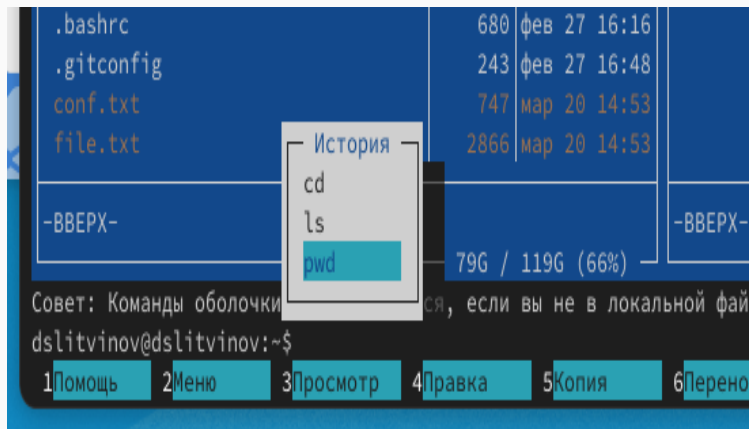 .bashrc 680 фев 27 16:16
.gitconfig 243 фев 27 16:48
conf.txt 747 мар 20 14:53
file.txt 2866 мар 20 14:53
История
cd
ls
pwd
-ВВЕРХ- -ВВЕРХ-
79G / 119G (66%)
Совет: Команды оболочки ся, если вы не в локальной фай
dslitvinov@dslitvinov:~$
1Помощь 2Меню 3Просмотр 4Правка 5Копия 6Перено